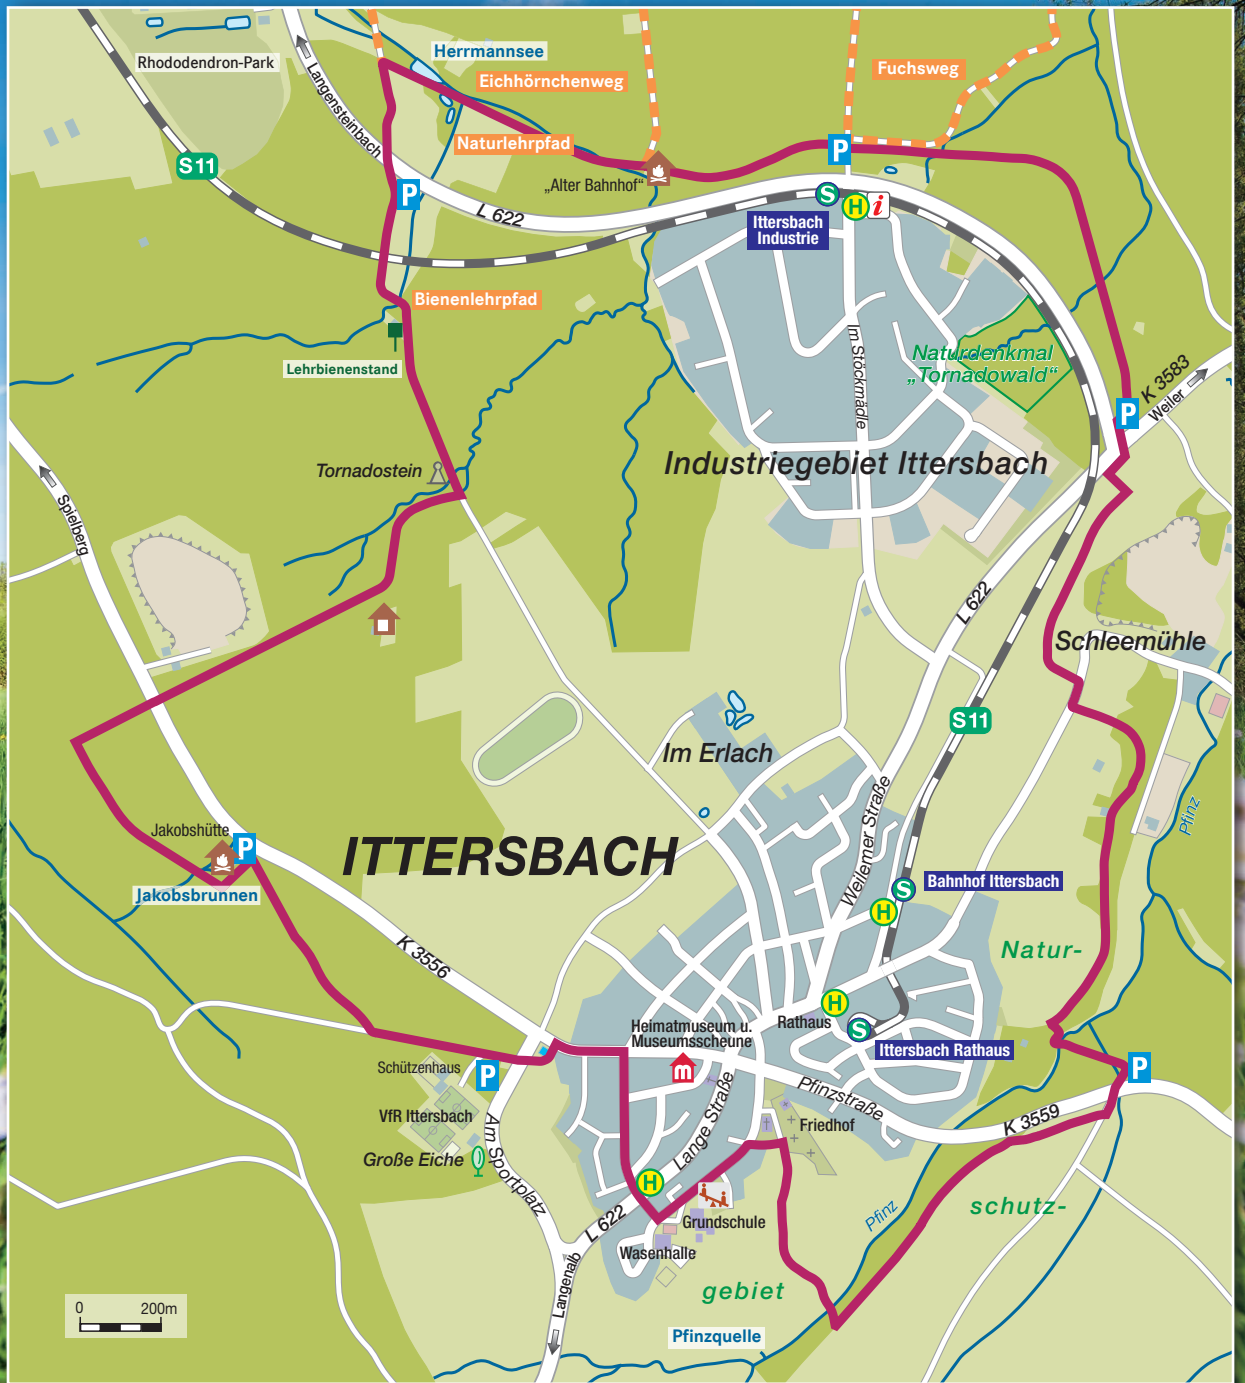 Herrmannsee
Rhododendron-Park
Langensteinbach
Eichhörnchenweg
Fuchsweg
Naturlehrpfad
P
S11
„Alter Bahnhof“
P
L 622
S
H
i
Ittersbach
Industrie
Bienenlehrpfad
Lehrbienenstand
Im Stöckmädle
Naturdenkmal
„Tornadowald“
K 3583
Weiler
P
Tornadostein
Industriegebiet Ittersbach
Spielberg
L 622
Schleemühle
S11
Im Erlach
Pfinz
Jakobshütte
P
ITTERSBACH
Weilemer Straße
Jakobsbrunnen
S
Bahnhof Ittersbach
H
K 3556
Natur-
H
Rathaus
S
Heimatmuseum u.
Museumsscheune
Ittersbach Rathaus
m
Schützenhaus
P
P
Pfinzstraße
VfR Ittersbach
Lange Straße
K 3559
Friedhof
Große Eiche
Am Sportplatz
H
schutz-
Pfinz
L 622
Grundschule
Wasenhalle
gebiet
Langenalb
0 200m
Pfinzquelle